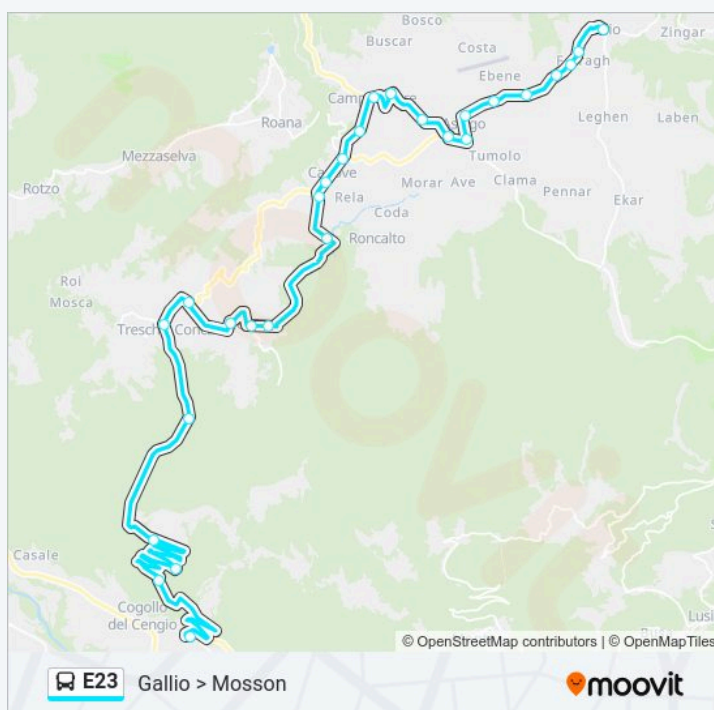 Bosco
Zingar
Buscar
Costa
Ebene
Roana
Leghen
Laben
Mezzaselva
Tumolo
Rotzo
Morar Ave
Clama
Pennar
Rela
Coda
Ekar
Roncalto
Roi
Mosca
Casale
Cogollo
del Cengio
© OpenStreetMap contributors | © OpenMapTiles
E23
Gallio > Mosson
moovit